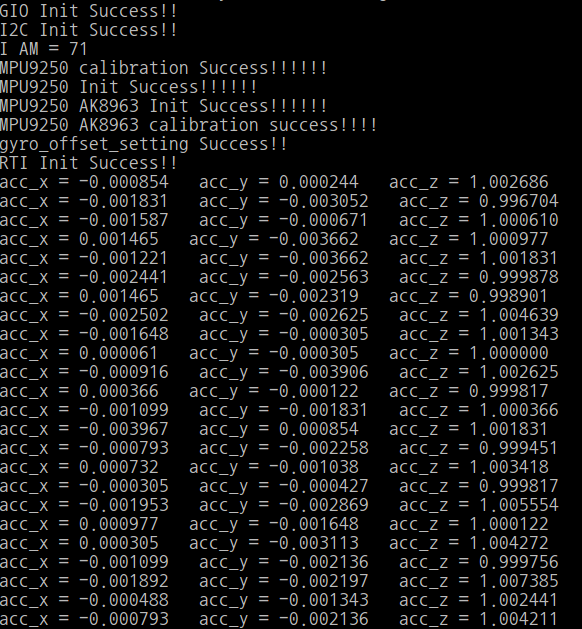 GIO Init Success!!
I2C Init Success!!
I AM = 71
MPU9250 calibration Success!!!!!!
MPU9250 Init Success!!!!!!
MPU9250 AK8963 Init Success!!!!!!
MPU9250 AK8963 calibration success!!!!
gyro_offset_setting Success!!
RTI Init Success!!
acc_x = -0.000854   acc_y = 0.000244   acc_z = 1.002686
acc_x = -0.001831   acc_y = -0.003052   acc_z = 0.996704
acc_x = -0.001587   acc_y = -0.000671   acc_z = 1.000610
acc_x = 0.001465   acc_y = -0.003662   acc_z = 1.000977
acc_x = -0.001221   acc_y = -0.003662   acc_z = 1.001831
acc_x = -0.002441   acc_y = -0.002563   acc_z = 0.999878
acc_x = 0.001465   acc_y = -0.002319   acc_z = 0.998901
acc_x = -0.002502   acc_y = -0.002625   acc_z = 1.004639
acc_x = -0.001648   acc_y = -0.000305   acc_z = 1.001343
acc_x = 0.000061   acc_y = -0.000305   acc_z = 1.000000
acc_x = -0.000916   acc_y = -0.003906   acc_z = 1.002625
acc_x = 0.000366   acc_y = -0.000122   acc_z = 0.999817
acc_x = -0.001099   acc_y = -0.001831   acc_z = 1.000366
acc_x = -0.003967   acc_y = 0.000854   acc_z = 1.001831
acc_x = -0.000793   acc_y = -0.002258   acc_z = 0.999451
acc_x = 0.000732   acc_y = -0.001038   acc_z = 1.003418
acc_x = -0.000305   acc_y = -0.000427   acc_z = 0.999817
acc_x = -0.001953   acc_y = -0.002869   acc_z = 1.005554
acc_x = 0.000977   acc_y = -0.001648   acc_z = 1.000122
acc_x = 0.000305   acc_y = -0.003113   acc_z = 1.004272
acc_x = -0.001099   acc_y = -0.002136   acc_z = 0.999756
acc_x = -0.001892   acc_y = -0.002197   acc_z = 1.007385
acc_x = -0.000488   acc_y = -0.001343   acc_z = 1.002441
acc_x = -0.000793   acc_y = -0.002136   acc_z = 1.004211